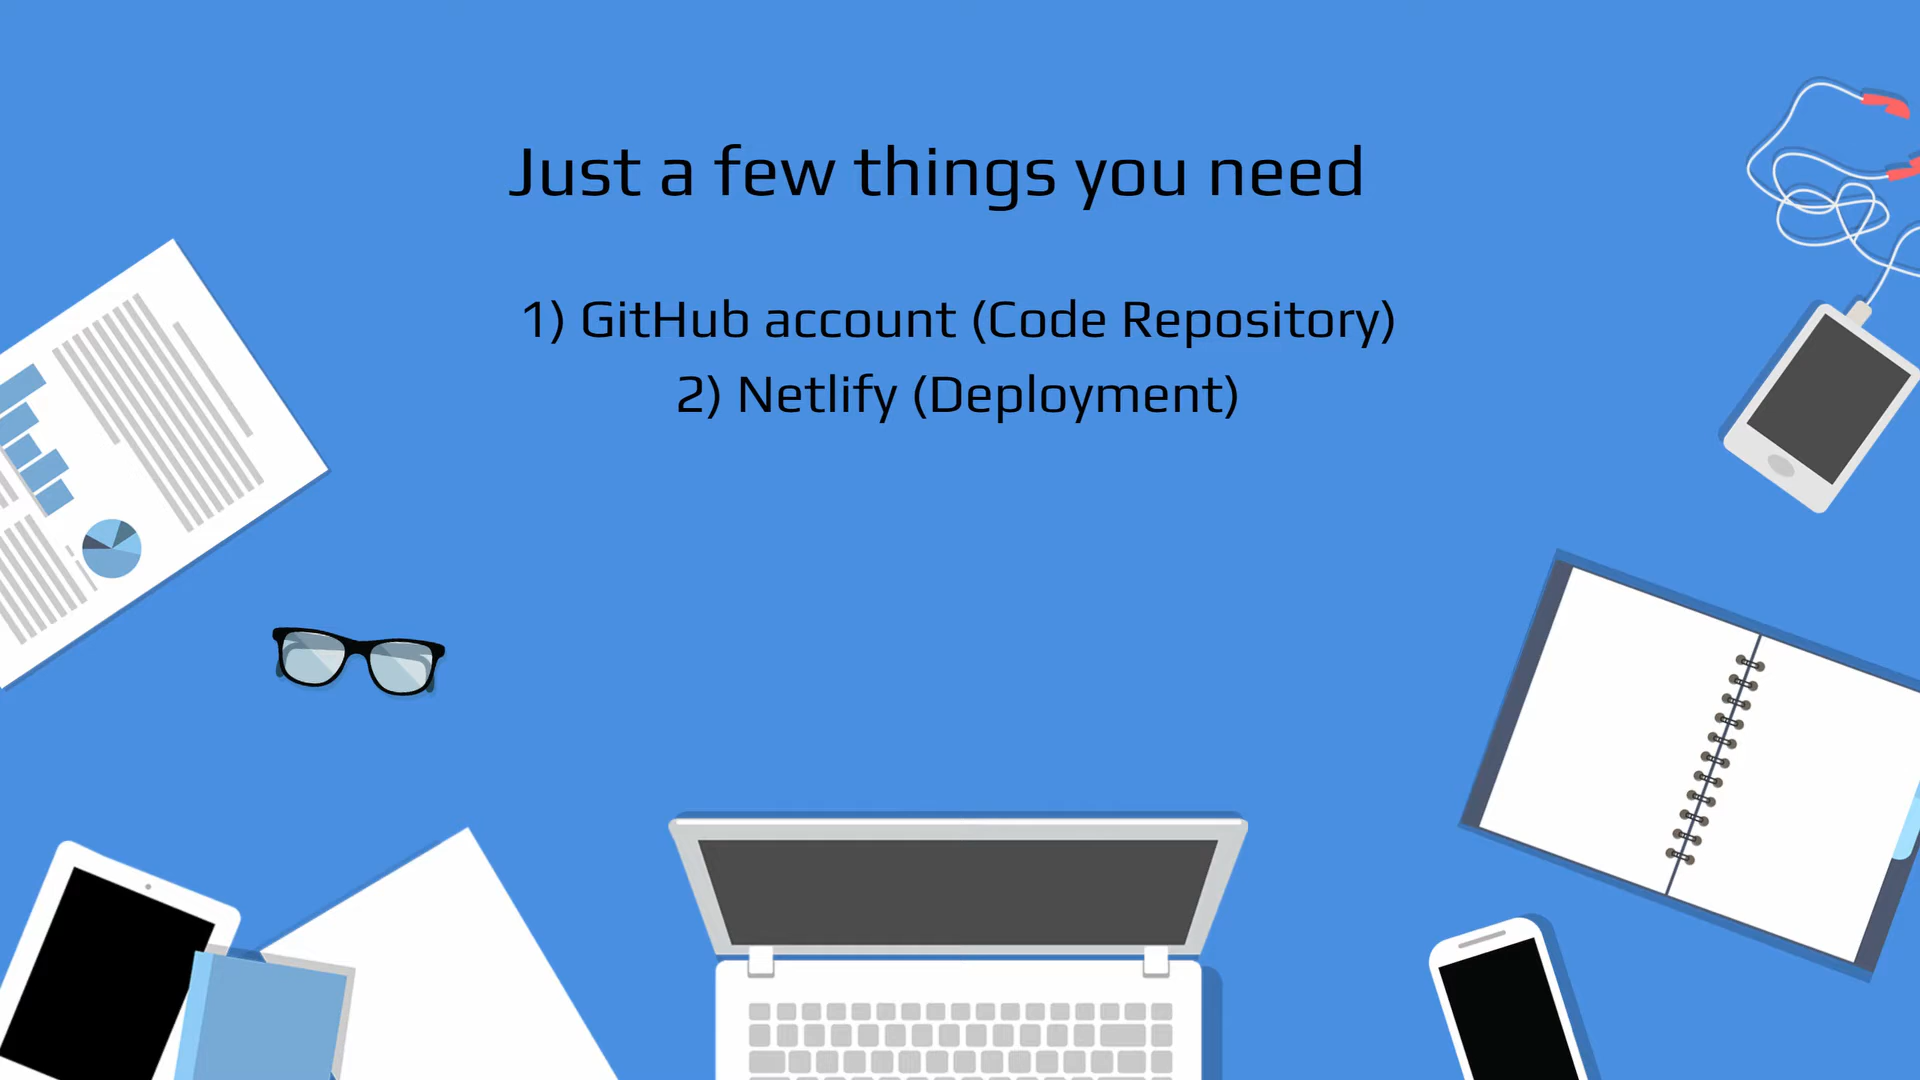 Just a few things you need
1) GitHub account (Code Repository)
2) Netlify (Deployment)